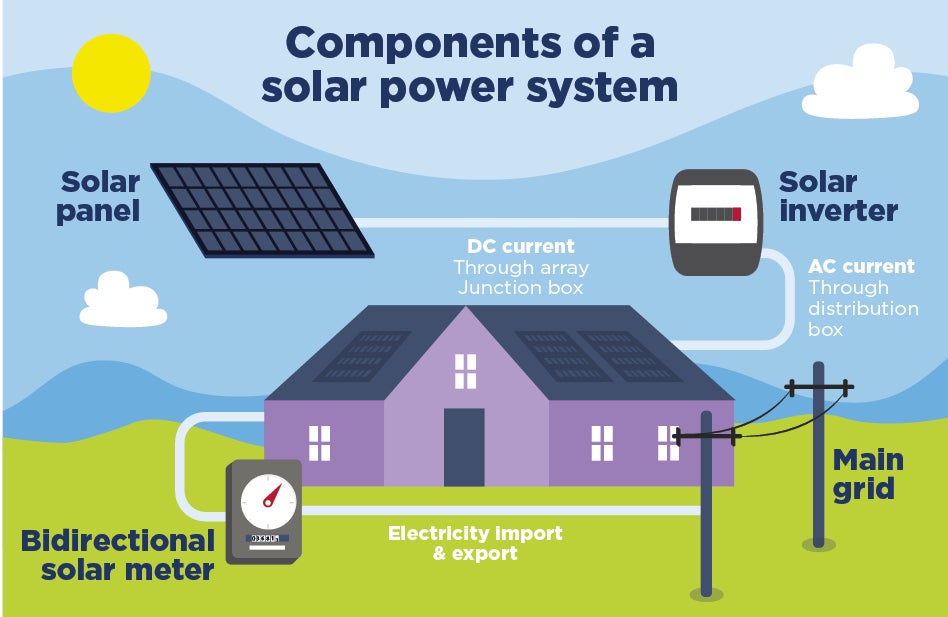 Components of a
solar power system
Solar
panel
Solar
inverter
DC current
Through array
Junction box
AC current
Through
distribution
box
Main
grid
Bidirectional
solar meter
Electricity import
& export